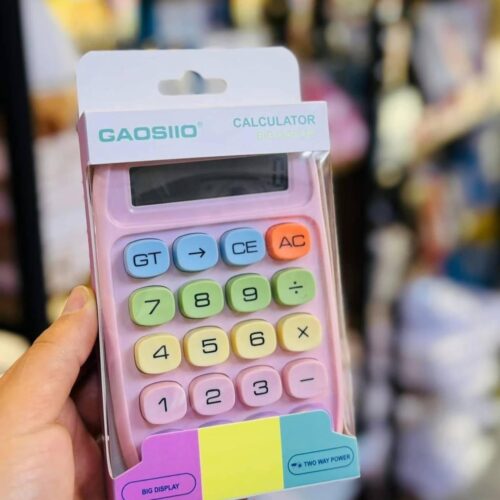 GAOSIIO®
CALCULATOR
0
GT → CE AC
7 8 9 ÷
4 5 6 ×
1 2 3 −
BIG DISPLAY
TWO WAY POWER